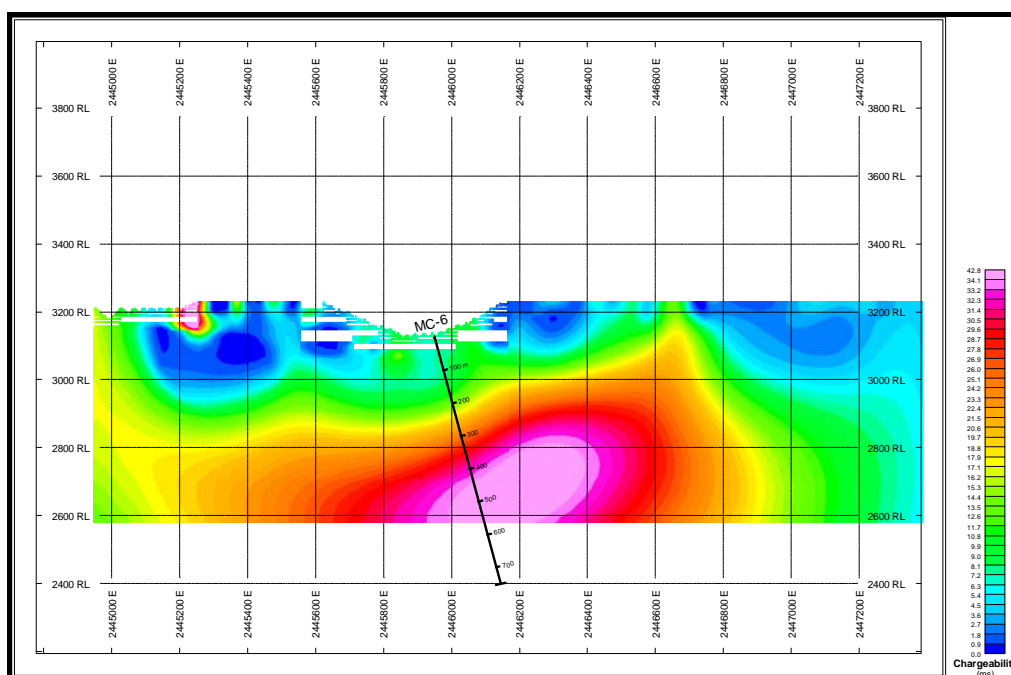 2445000 E
2445200 E
2445400 E
2445600 E
2445800 E
2446000 E
2446200 E
2446400 E
2446600 E
2446800 E
2447000 E
2447200 E
3800 RL
3800 RL
3600 RL
3600 RL
3400 RL
3400 RL
3200 RL
3200 RL
MC-6
100 m
3000 RL
3000 RL
200
300
2800 RL
2800 RL
400
500
2600 RL
2600 RL
600
700
2400 RL
2400 RL
2445000 E
2445200 E
2445400 E
2445600 E
2445800 E
2446000 E
2446200 E
2446400 E
2446600 E
2446800 E
2447000 E
2447200 E
42.8
34.1
33.2
32.3
31.4
30.5
29.6
28.7
27.8
26.9
26.0
25.1
24.2
23.3
22.4
21.5
20.6
19.7
18.8
17.9
17.1
16.2
15.3
14.4
13.5
12.6
11.7
10.8
9.9
9.0
8.1
7.2
6.3
5.4
4.5
3.6
2.7
1.8
0.9
0.0
Chargeabilit
(ms)